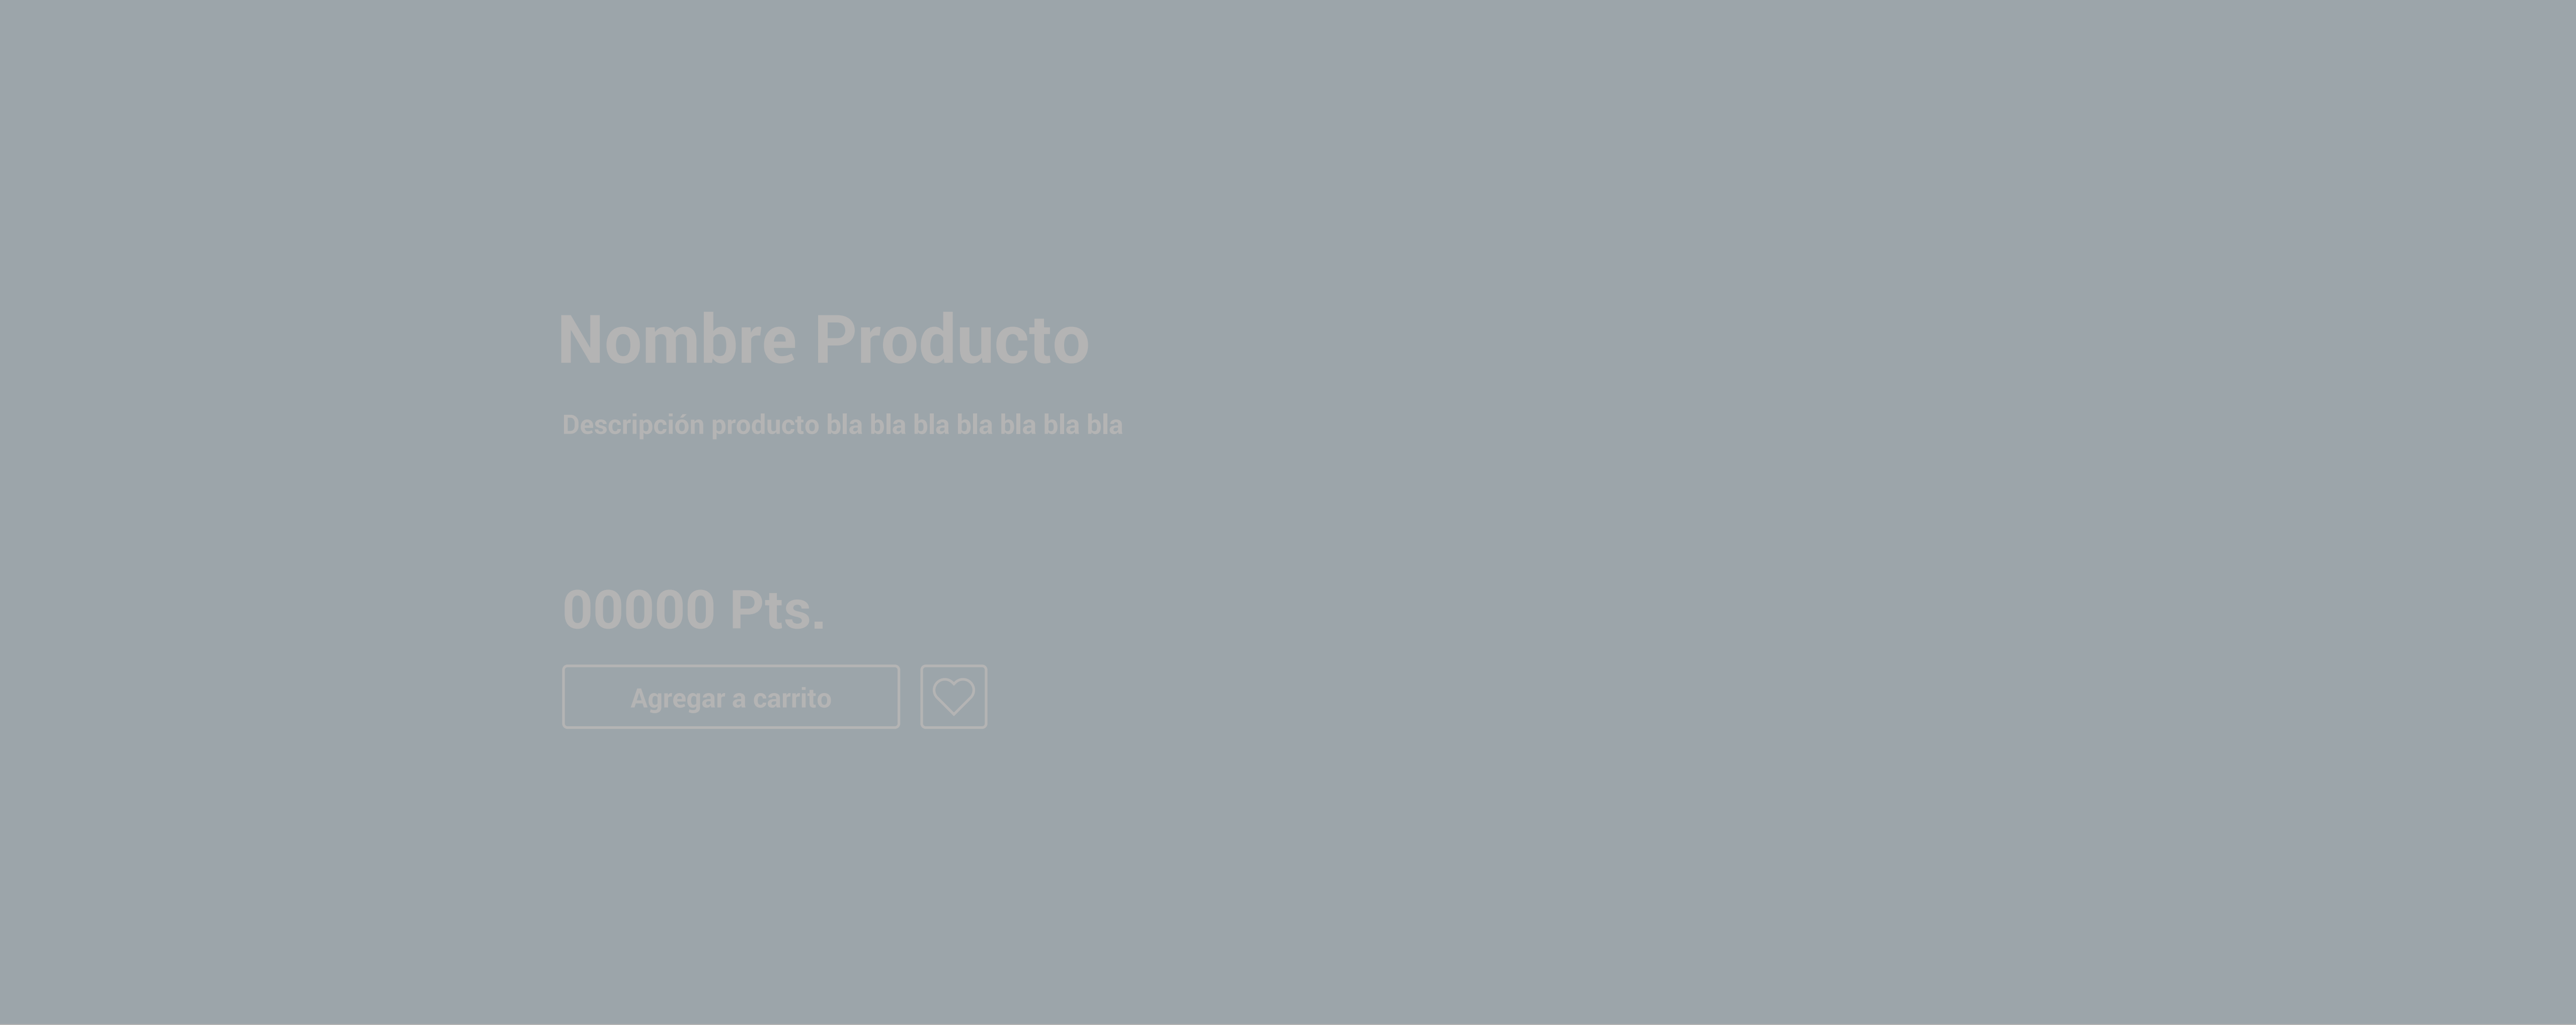 Nombre Producto
Descripción producto bla bla bla bla bla bla bla
00000 Pts.
Agregar a carrito